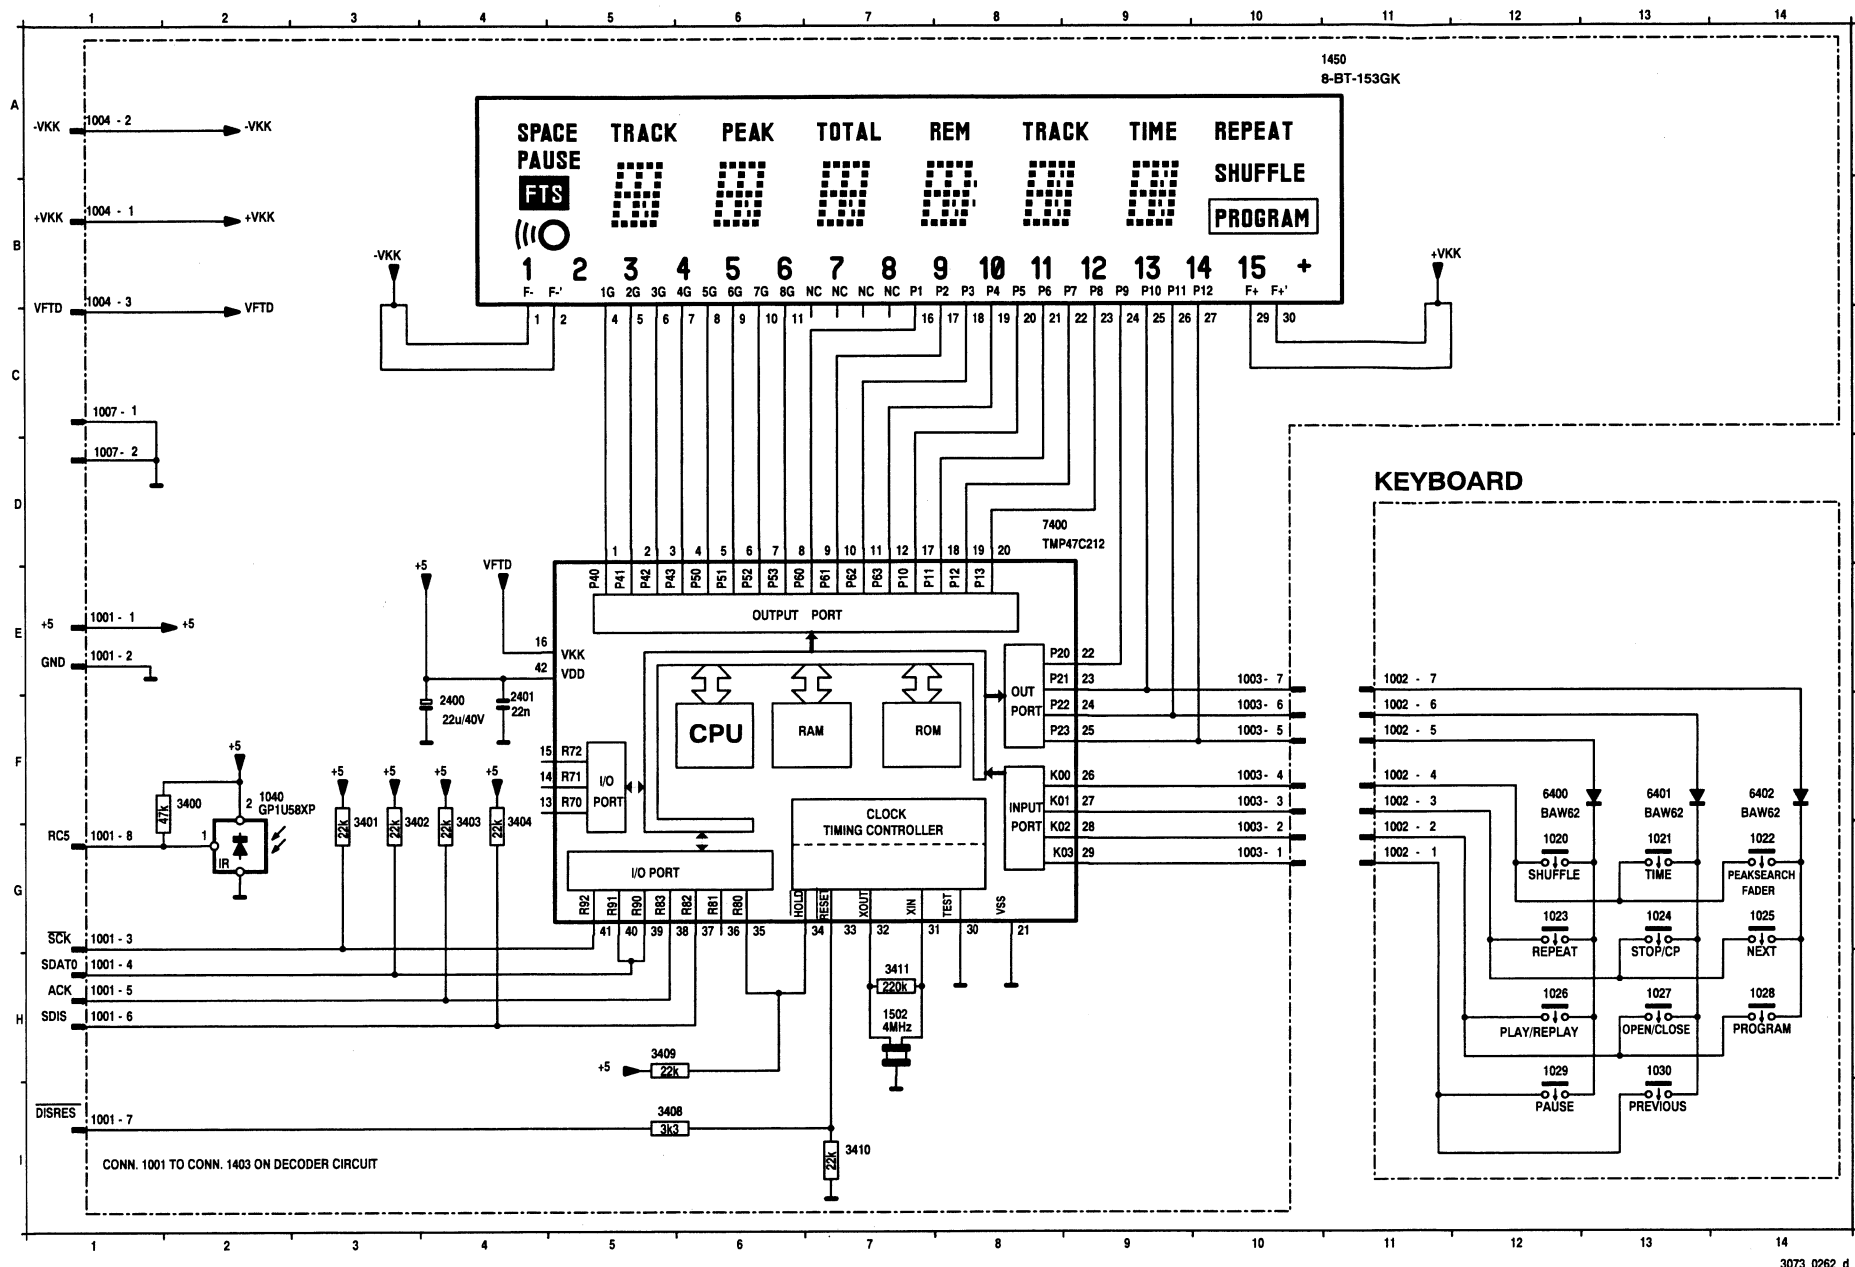 1 2 3 4 5 6 7 8 9 10 11 12 13 14
A
B
C
D
E
F
G
H
I
1450
8-BT-153GK
SPACE TRACK PEAK TOTAL REM TRACK TIME REPEAT
PAUSE
SHUFFLE
FTS
PROGRAM
1 2 3 4 5 6 7 8 9 10 11 12 13 14 15 +
F- F-' 1G 2G 3G 4G 5G 6G 7G 8G NC NC NC NC P1 P2 P3 P4 P5 P6 P7 P8 P9 P10 P11 P12 F+ F+'
1 2 4 5 6 7 8 9 10 11 16 17 18 19 20 21 22 23 24 25 26 27 29 30
-VKK 1004 - 2 -VKK
+VKK 1004 - 1 +VKK
VFTD 1004 - 3 VFTD
-VKK
+VKK
1007 - 1
1007 - 2
KEYBOARD
7400
TMP47C212
1 2 3 4 5 6 7 8 9 10 11 12 17 18 19 20
P40 P41 P42 P43 P50 P51 P52 P53 P60 P61 P62 P63 P10 P11 P12 P13
OUTPUT PORT
+5 VFTD
+5 1001 - 1 +5
GND 1001 - 2
16 VKK
42 VDD
2400
22u/40V
2401
22n
CPU
RAM
ROM
OUT
PORT
P20 22
P21 23
P22 24
P23 25
1003- 7
1003- 6
1003- 5
1002 - 7
1002 - 6
1002 - 5
15 R72
14 R71
13 R70
I/O
PORT
CLOCK
TIMING CONTROLLER
INPUT
PORT
K00 26
K01 27
K02 28
K03 29
1003- 4
1003- 3
1003- 2
1003- 1
1002 - 4
1002 - 3
1002 - 2
1002 - 1
+5
3400
47k
2
1040
GP1U58XP
1
IR
RC5 1001 - 8
+5 +5 +5 +5
22k 3401 22k 3402 22k 3403 22k 3404
I/O PORT
R92 R91 R90 R83 R82 R81 R80 HOLD RESET XOUT XIN TEST VSS
41 40 39 38 37 36 35 34 33 32 31 30 21
SCK 1001 - 3
SDATO 1001 - 4
ACK 1001 - 5
SDIS 1001 - 6
3411
220k
1502
4MHz
+5
3409
22k
DISRES 1001 - 7
3408
3k3
3410
22k
CONN. 1001 TO CONN. 1403 ON DECODER CIRCUIT
6400
BAW62
6401
BAW62
6402
BAW62
1020
SHUFFLE
1021
TIME
1022
PEAKSEARCH
FADER
1023
REPEAT
1024
STOP/CP
1025
NEXT
1026
PLAY/REPLAY
1027
OPEN/CLOSE
1028
PROGRAM
1029
PAUSE
1030
PREVIOUS
1 2 3 4 5 6 7 8 9 10 11 12 13 14
3073 0262 d